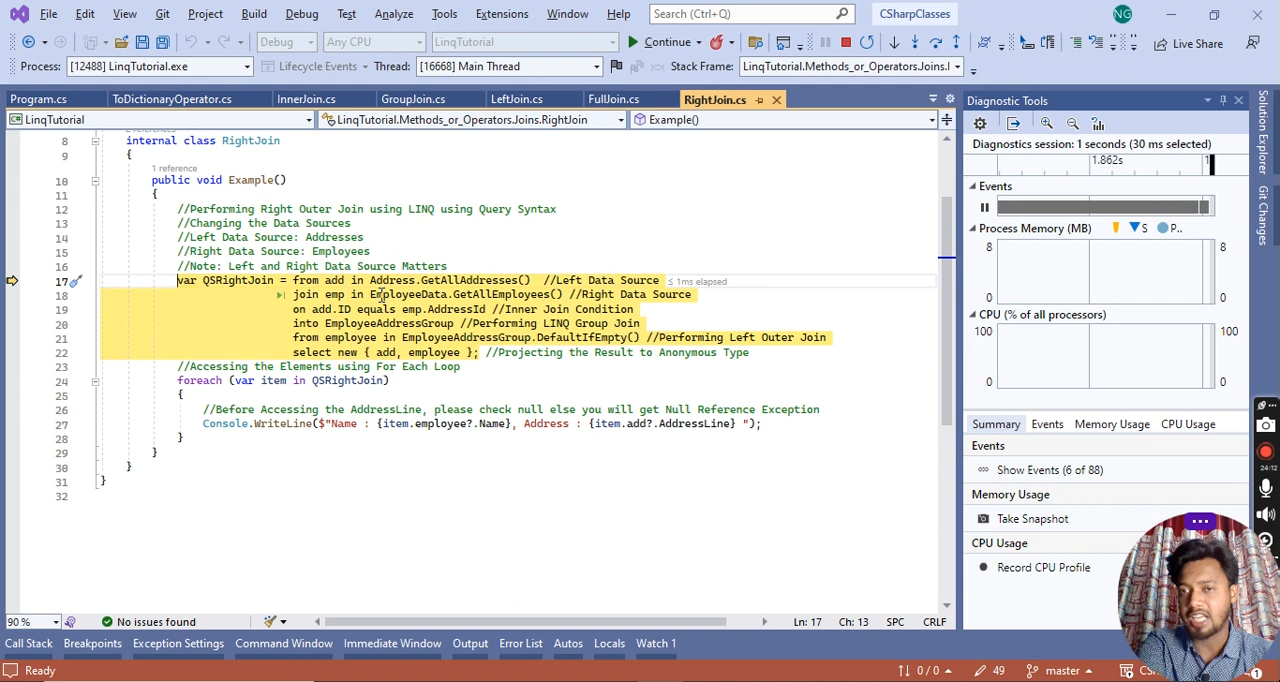 File Edit View Git Project Build Debug Test Analyze Tools Extensions Window Help Search (Ctrl+Q) CSharpClasses NG
Debug Any CPU LinqTutorial Continue Live Share
Process: [12488] LinqTutorial.exe Lifecycle Events Thread: [16668] Main Thread Stack Frame: LinqTutorial.Methods_or_Operators.Joins.
Program.cs ToDictionaryOperator.cs InnerJoin.cs GroupJoin.cs LeftJoin.cs FullJoin.cs RightJoin.cs
LinqTutorial LinqTutorial.Methods_or_Operators.Joins.RightJoin Example()
8 internal class RightJoin
9 {
1 reference
10 public void Example()
11 {
12 //Performing Right Outer Join using LINQ using Query Syntax
13 //Changing the Data Sources
14 //Left Data Source: Addresses
15 //Right Data Source: Employees
16 //Note: Left and Right Data Source Matters
17 var QSRightJoin = from add in Address.GetAllAddresses() //Left Data Source ≤ 1ms elapsed
18 join emp in EmployeeData.GetAllEmployees() //Right Data Source
19 on add.ID equals emp.AddressId //Inner Join Condition
20 into EmployeeAddressGroup //Performing LINQ Group Join
21 from employee in EmployeeAddressGroup.DefaultIfEmpty() //Performing Left Outer Join
22 select new { add, employee }; //Projecting the Result to Anonymous Type
23 //Accessing the Elements using For Each Loop
24 foreach (var item in QSRightJoin)
25 {
26 //Before Accessing the AddressLine, please check null else you will get Null Reference Exception
27 Console.WriteLine($"Name : {item.employee?.Name}, Address : {item.add?.AddressLine} ");
28 }
29 }
30 }
31 }
32
90 % No issues found Ln: 17 Ch: 13 SPC CRLF
Call Stack Breakpoints Exception Settings Command Window Immediate Window Output Error List Autos Locals Watch 1
Ready 0 / 0 49 master
Diagnostic Tools
Diagnostics session: 1 seconds (30 ms selected)
1.862s
Events
Process Memory (MB) S P..
8 8
0 0
CPU (% of all processors)
100 100
0 0
Summary Events Memory Usage CPU Usage
Events
Show Events (6 of 88)
Memory Usage
Take Snapshot
CPU Usage
Record CPU Profile
Solution Explorer
Git Changes
24:12
1